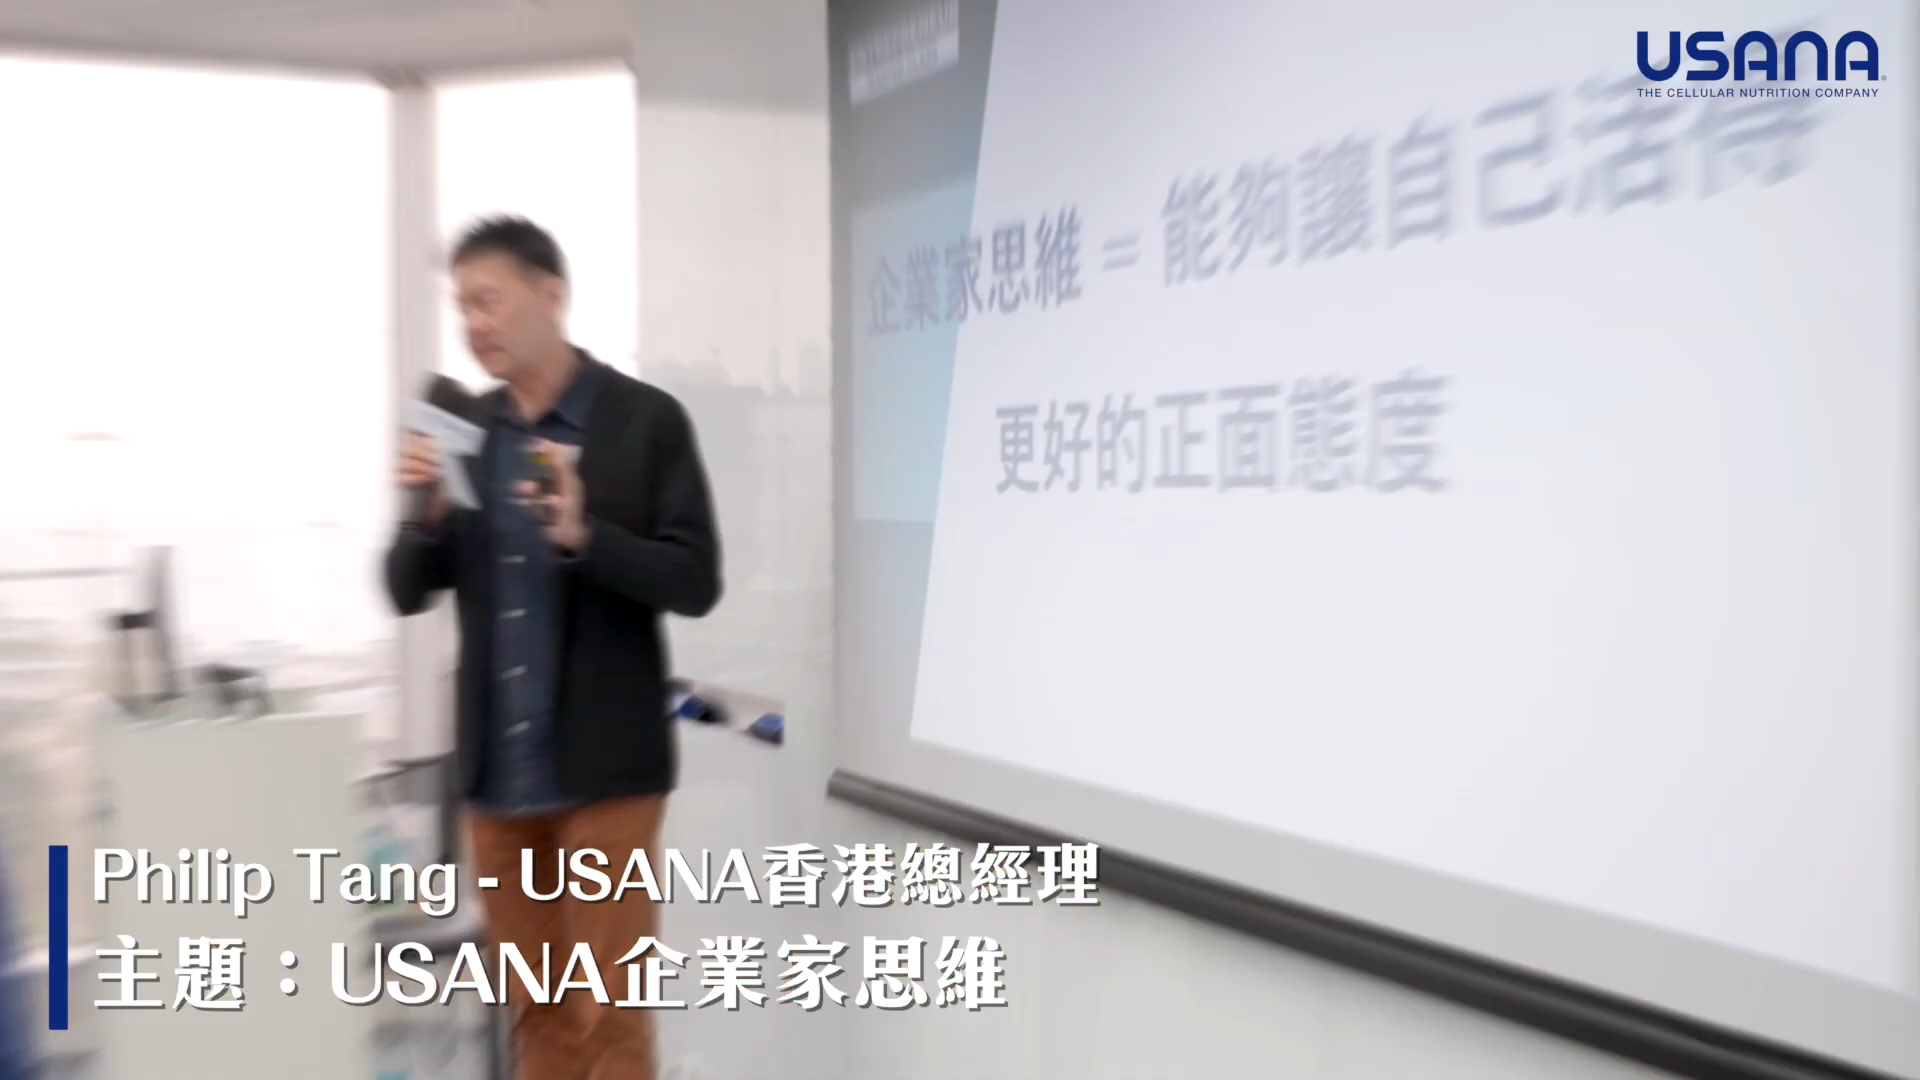 USANA
THE CELLULAR NUTRITION COMPANY
企業家思維 = 能夠讓自己活得
更好的正面態度
Philip Tang - USANA香港總經理
主題：USANA企業家思維